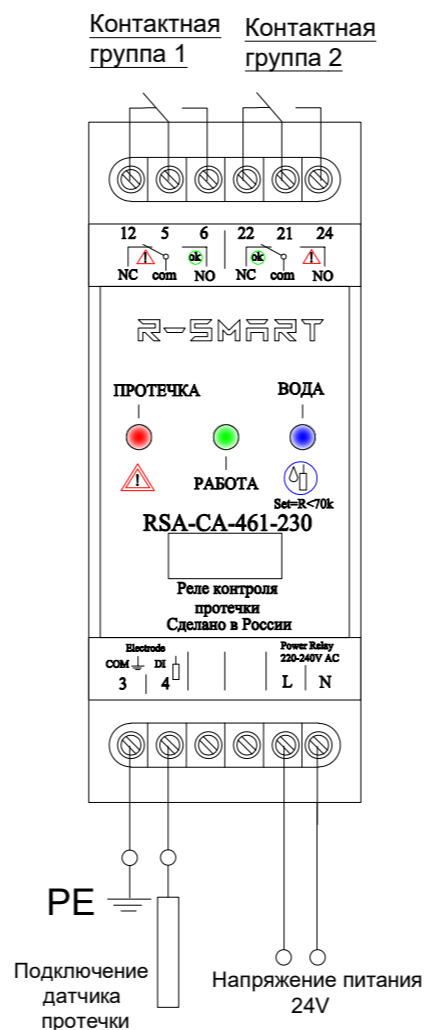 Контактная
группа 1
Контактная
группа 2
12 5 6 22 21 24
! ok ok !
NC com NO NC com NO
R-SMART
ПРОТЕЧКА ВОДА
!
РАБОТА
Set=R<70k
RSA-CA-461-230
Реле контроля
протечки
Сделано в России
Electrode Power Relay
COM DI 220-240V AC
3 4 L N
PE
Подключение
датчика
протечки
Напряжение питания
24V